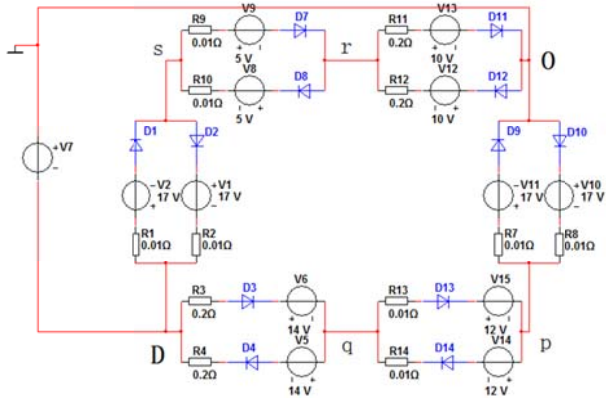 V9
R9
0.01Ω
5 V
D7
s
r
R11
0.2Ω
V13
10 V
D11
O
R10
0.01Ω
V8
5 V
D8
R12
0.2Ω
V12
10 V
D12
V7
D1
D2
V2
17 V
V1
17 V
R1
0.01Ω
R2
0.01Ω
D9
D10
V11
17 V
V10
17 V
R7
0.01Ω
R8
0.01Ω
R3
0.2Ω
D3
V6
14 V
R13
0.01Ω
D13
V15
12 V
D
q
p
R4
0.2Ω
D4
V5
14 V
R14
0.01Ω
D14
V14
12 V